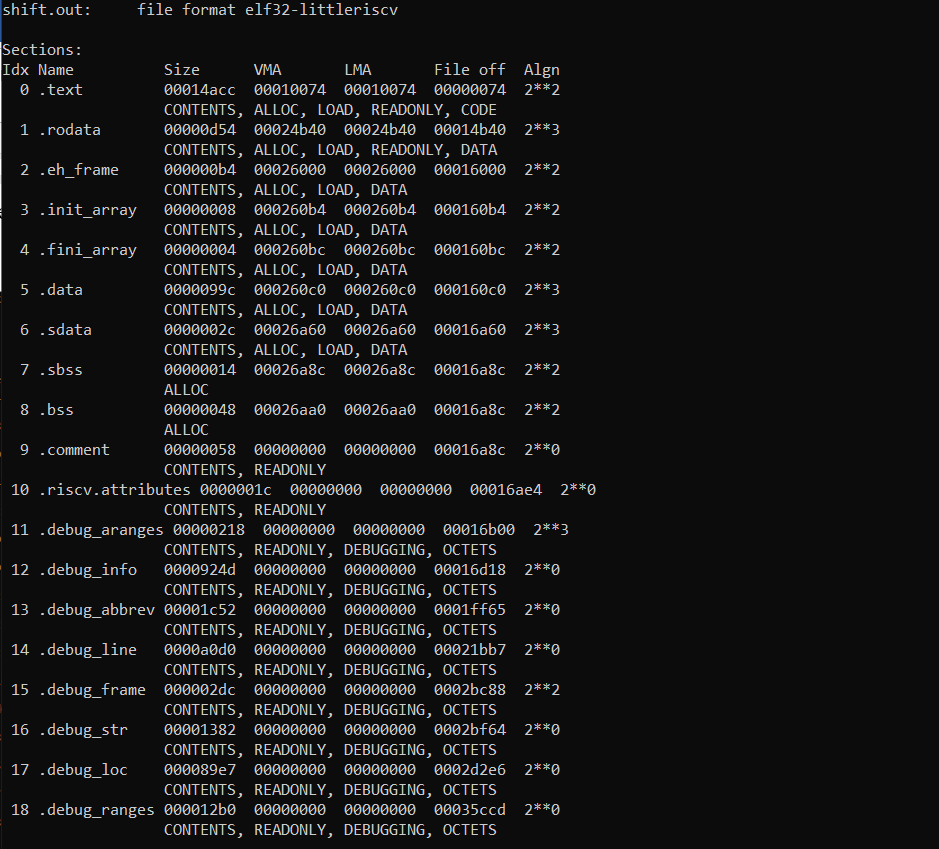 shift.out:     file format elf32-littleriscv
Sections:
Idx Name          Size      VMA       LMA       File off  Algn
  0 .text         00014acc  00010074  00010074  00000074  2**2
                  CONTENTS, ALLOC, LOAD, READONLY, CODE
  1 .rodata       00000d54  00024b40  00024b40  00014b40  2**3
                  CONTENTS, ALLOC, LOAD, READONLY, DATA
  2 .eh_frame     000000b4  00026000  00026000  00016000  2**2
                  CONTENTS, ALLOC, LOAD, DATA
  3 .init_array   00000008  000260b4  000260b4  000160b4  2**2
                  CONTENTS, ALLOC, LOAD, DATA
  4 .fini_array   00000004  000260bc  000260bc  000160bc  2**2
                  CONTENTS, ALLOC, LOAD, DATA
  5 .data         0000099c  000260c0  000260c0  000160c0  2**3
                  CONTENTS, ALLOC, LOAD, DATA
  6 .sdata        0000002c  00026a60  00026a60  00016a60  2**3
                  CONTENTS, ALLOC, LOAD, DATA
  7 .sbss         00000014  00026a8c  00026a8c  00016a8c  2**2
                  ALLOC
  8 .bss          00000048  00026aa0  00026aa0  00016a8c  2**2
                  ALLOC
  9 .comment      00000058  00000000  00000000  00016a8c  2**0
                  CONTENTS, READONLY
 10 .riscv.attributes 0000001c  00000000  00000000  00016ae4  2**0
                  CONTENTS, READONLY
 11 .debug_aranges 00000218  00000000  00000000  00016b00  2**3
                  CONTENTS, READONLY, DEBUGGING, OCTETS
 12 .debug_info   0000924d  00000000  00000000  00016d18  2**0
                  CONTENTS, READONLY, DEBUGGING, OCTETS
 13 .debug_abbrev 00001c52  00000000  00000000  0001ff65  2**0
                  CONTENTS, READONLY, DEBUGGING, OCTETS
 14 .debug_line   0000a0d0  00000000  00000000  00021bb7  2**0
                  CONTENTS, READONLY, DEBUGGING, OCTETS
 15 .debug_frame  000002dc  00000000  00000000  0002bc88  2**2
                  CONTENTS, READONLY, DEBUGGING, OCTETS
 16 .debug_str    00001382  00000000  00000000  0002bf64  2**0
                  CONTENTS, READONLY, DEBUGGING, OCTETS
 17 .debug_loc    000089e7  00000000  00000000  0002d2e6  2**0
                  CONTENTS, READONLY, DEBUGGING, OCTETS
 18 .debug_ranges 000012b0  00000000  00000000  00035ccd  2**0
                  CONTENTS, READONLY, DEBUGGING, OCTETS